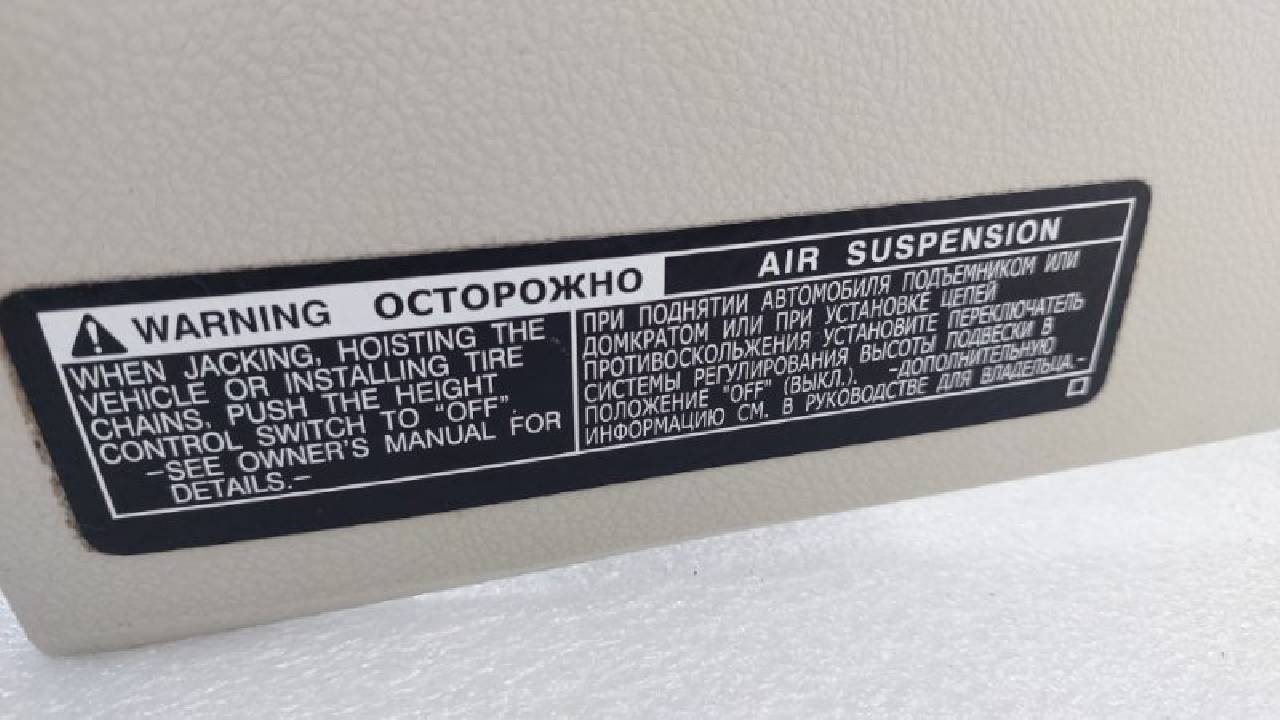 WARNING ОСТОРОЖНО
AIR SUSPENSION
WHEN JACKING, HOISTING THE
VEHICLE OR INSTALLING TIRE
CHAINS, PUSH THE HEIGHT
CONTROL SWITCH TO “OFF”.
–SEE OWNER'S MANUAL FOR
DETAILS.–
ПРИ ПОДНЯТИИ АВТОМОБИЛЯ ПОДЪЕМНИКОМ ИЛИ
ДОМКРАТОМ ИЛИ ПРИ УСТАНОВКЕ ЦЕПЕЙ
ПРОТИВОСКОЛЬЖЕНИЯ УСТАНОВИТЕ ПЕРЕКЛЮЧАТЕЛЬ
СИСТЕМЫ РЕГУЛИРОВАНИЯ ВЫСОТЫ ПОДВЕСКИ В
ПОЛОЖЕНИЕ "OFF" (ВЫКЛ.). –ДОПОЛНИТЕЛЬНУЮ
ИНФОРМАЦИЮ СМ. В РУКОВОДСТВЕ ДЛЯ ВЛАДЕЛЬЦА.–